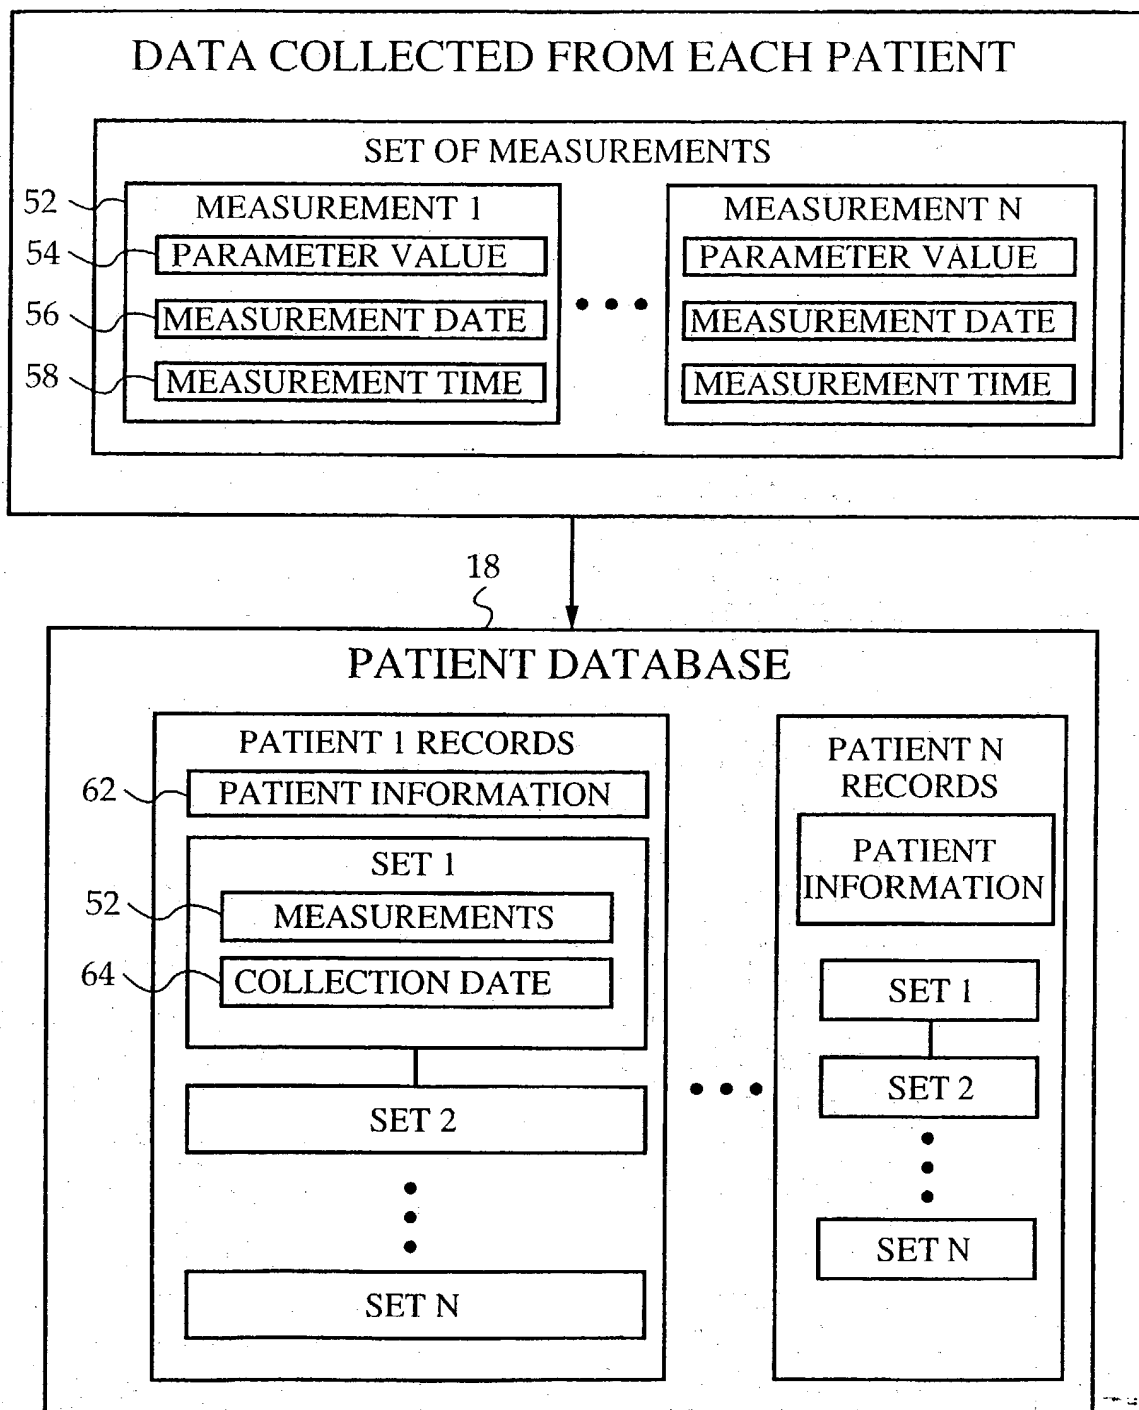 DATA COLLECTED FROM EACH PATIENT
SET OF MEASUREMENTS
52
MEASUREMENT 1
54
PARAMETER VALUE
56
MEASUREMENT DATE
58
MEASUREMENT TIME
MEASUREMENT N
PARAMETER VALUE
MEASUREMENT DATE
MEASUREMENT TIME
18
PATIENT DATABASE
PATIENT 1 RECORDS
62
PATIENT INFORMATION
SET 1
52
MEASUREMENTS
64
COLLECTION DATE
SET 2
SET N
PATIENT N
RECORDS
PATIENT
INFORMATION
SET 1
SET 2
SET N